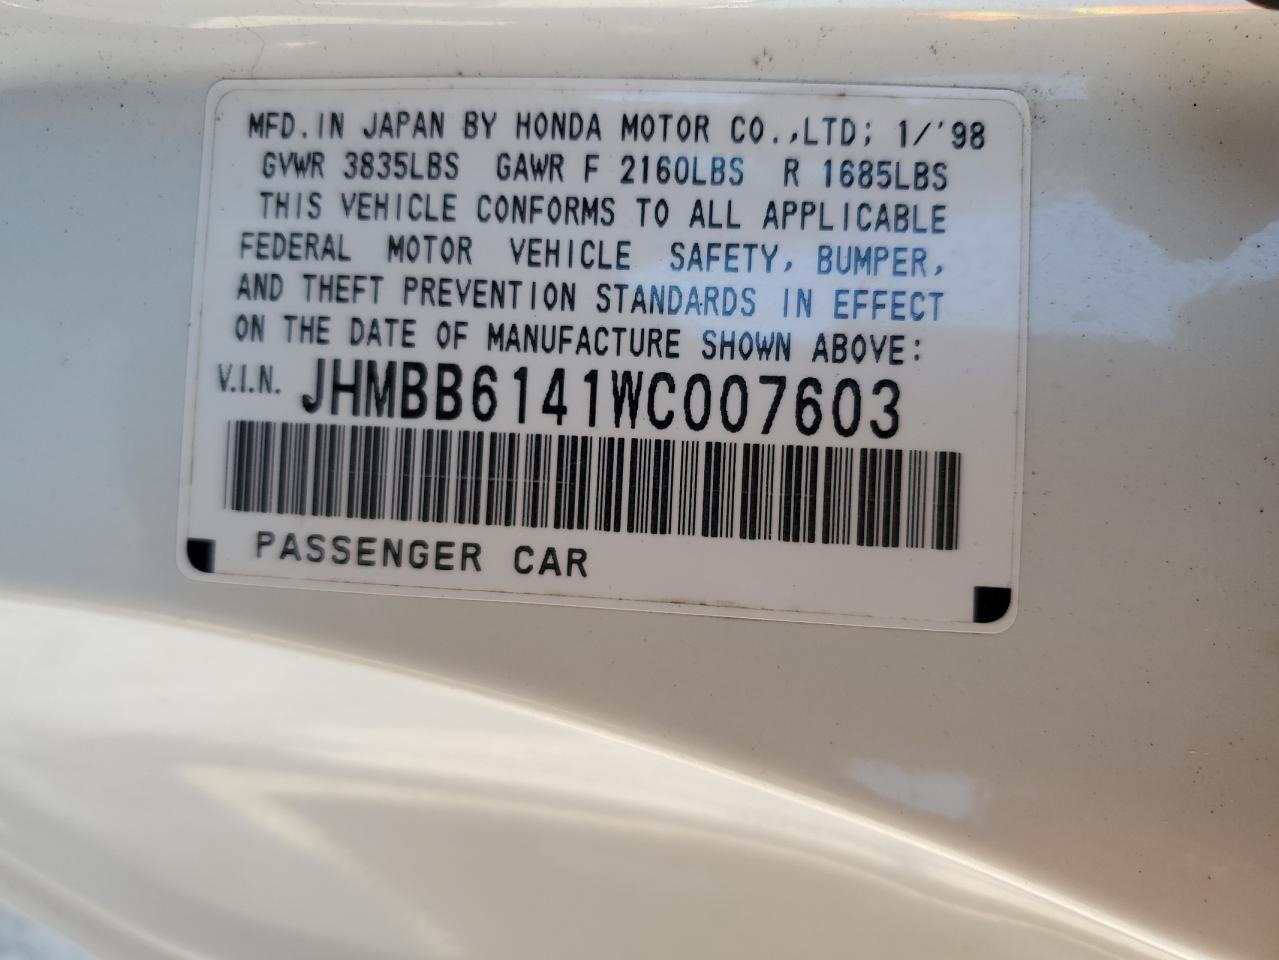 MFD. IN JAPAN BY HONDA MOTOR CO.,LTD; 1/'98
GVWR 3835LBS GAWR F 2160LBS R 1685LBS
THIS VEHICLE CONFORMS TO ALL APPLICABLE
FEDERAL MOTOR VEHICLE SAFETY, BUMPER,
AND THEFT PREVENTION STANDARDS IN EFFECT
ON THE DATE OF MANUFACTURE SHOWN ABOVE:
V.I.N. JHMBB6141WC007603
PASSENGER CAR